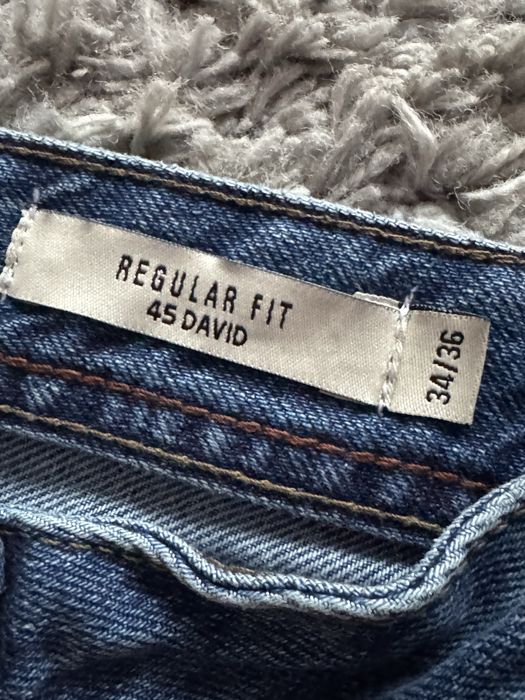 REGULAR FIT
45 DAVID
34/36